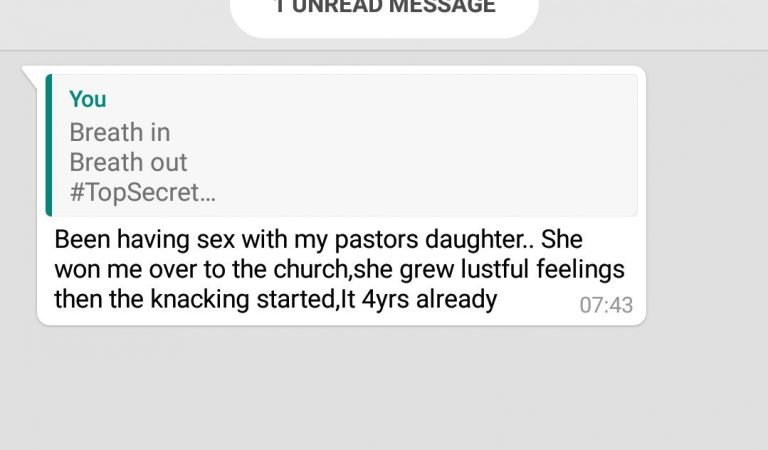 1 UNREAD MESSAGE
You
Breath in
Breath out
#TopSecret...
Been having sex with my pastors daughter.. She
won me over to the church,she grew lustful feelings
then the knacking started,It 4yrs already
07:43